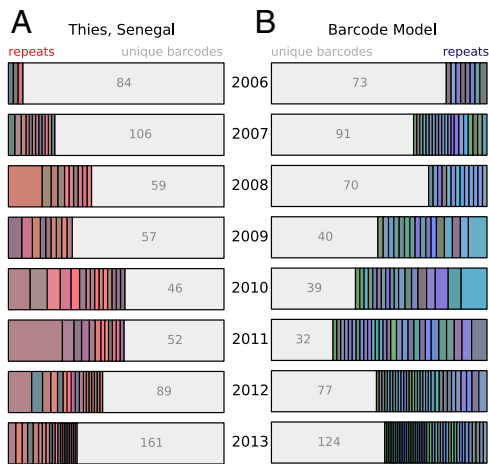 A Thies, Senegal B Barcode Model
repeats unique barcodes unique barcodes repeats
84 2006 73
106 2007 91
59 2008 70
57 2009 40
46 2010 39
52 2011 32
89 2012 77
161 2013 124